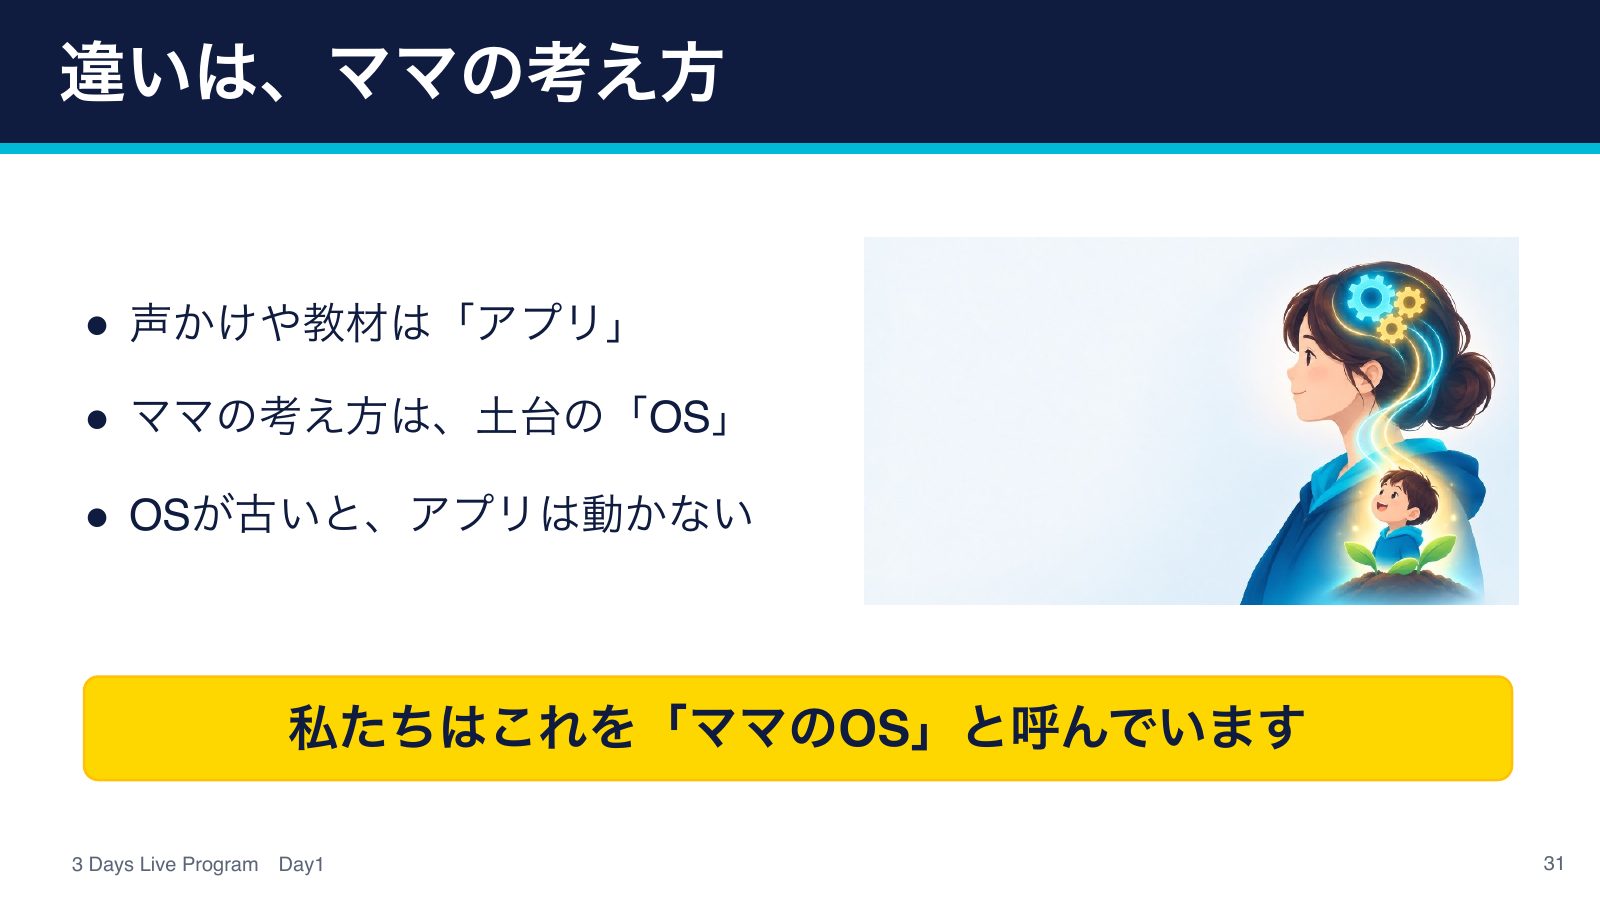 違いは、ママの考え方
● 声かけや教材は「アプリ」
● ママの考え方は、土台の「OS」
● OSが古いと、アプリは動かない
私たちはこれを「ママのOS」と呼んでいます
3 Days Live Program　Day1
31